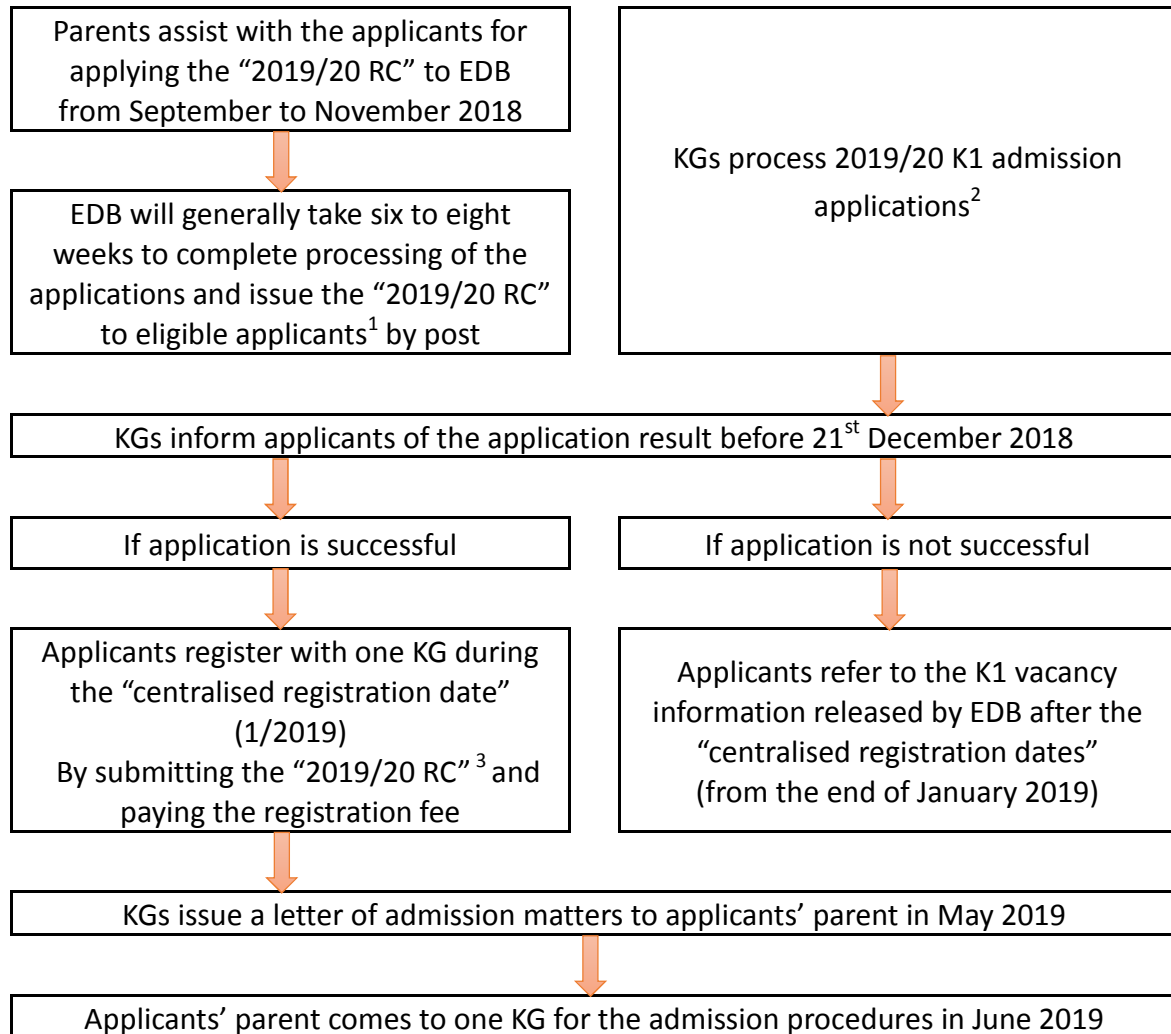 Parents assist with the applicants for
applying the “2019/20 RC” to EDB
from September to November 2018
EDB will generally take six to eight
weeks to complete processing of the
applications and issue the “2019/20 RC”
to eligible applicants¹ by post
KGs process 2019/20 K1 admission
applications²
KGs inform applicants of the application result before 21st December 2018
If application is successful
If application is not successful
Applicants register with one KG during
the “centralised registration date”
(1/2019)
By submitting the “2019/20 RC” ³ and
paying the registration fee
Applicants refer to the K1 vacancy
information released by EDB after the
“centralised registration dates”
(from the end of January 2019)
KGs issue a letter of admission matters to applicants’ parent in May 2019
Applicants’ parent comes to one KG for the admission procedures in June 2019